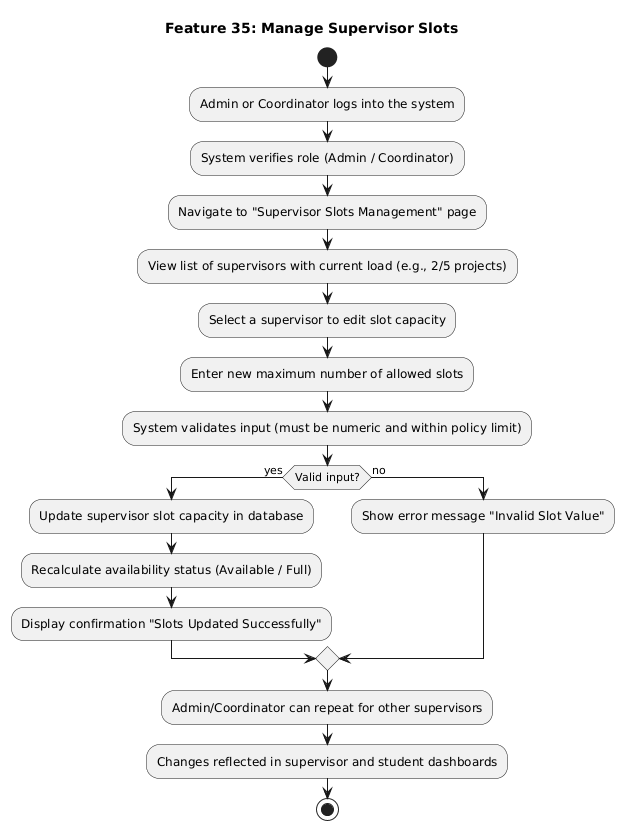 Feature 35: Manage Supervisor Slots
Admin or Coordinator logs into the system
System verifies role (Admin / Coordinator)
Navigate to "Supervisor Slots Management" page
View list of supervisors with current load (e.g., 2/5 projects)
Select a supervisor to edit slot capacity
Enter new maximum number of allowed slots
System validates input (must be numeric and within policy limit)
yes
Valid input?
no
Update supervisor slot capacity in database
Show error message "Invalid Slot Value"
Recalculate availability status (Available / Full)
Display confirmation "Slots Updated Successfully"
Admin/Coordinator can repeat for other supervisors
Changes reflected in supervisor and student dashboards